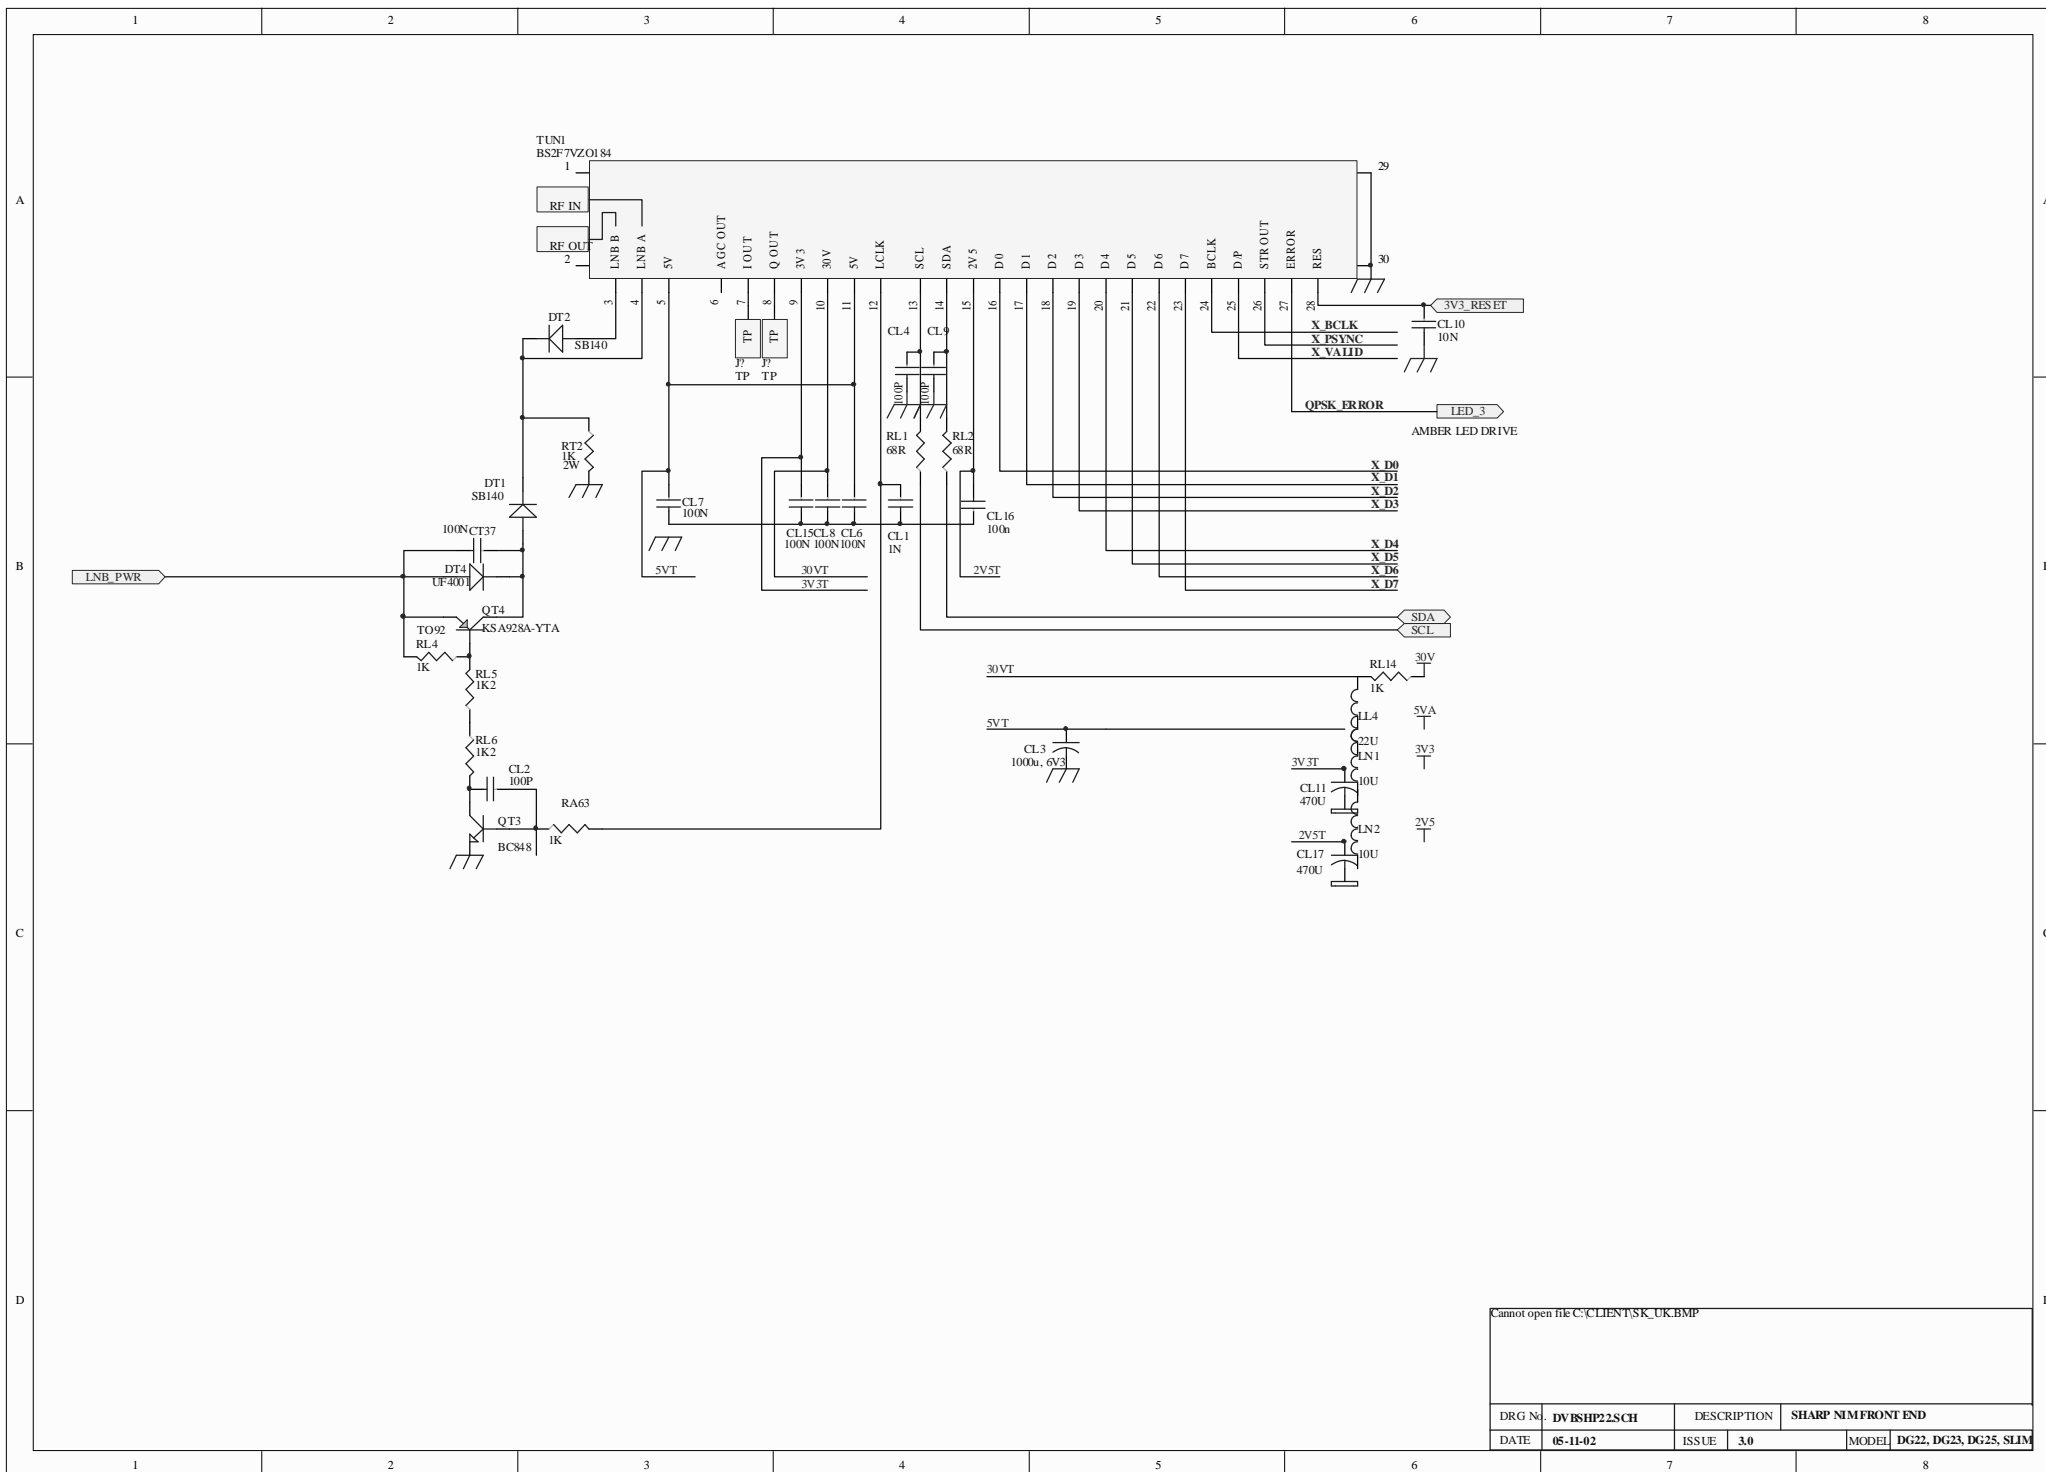 1 2 3 4 5 6 7 8
A
B
C
D
TUN1
BS2F7VZO184
1
RF IN
RF OUT
2
29
30
LNB B
LNB A
5V
AGC OUT
I OUT
Q OUT
3V3
30V
5V
LCLK
SCL
SDA
2V5
D0
D1
D2
D3
D4
D5
D6
D7
BCLK
D/P
STROUT
ERROR
RES
3 4 5 6 7 8 9 10 11 12 13 14 15 16 17 18 19 20 21 22 23 24 25 26 27 28
DT2
SB140
TP
TP
J?
TP
J?
TP
CL4
CL9
100P
100P
3V3_RESET
CL10
10N
X_BCLK
X_PSYNC
X_VALID
QPSK_ERROR
LED_3
AMBER LED DRIVE
RT2
1K
2W
RL1
68R
RL2
68R
DT1
SB140
X_D0
X_D1
X_D2
X_D3
X_D4
X_D5
X_D6
X_D7
CL7
100N
CL15
100N
CL8
100N
CL6
100N
CL1
1N
CL16
100n
100N
CT37
DT4
UF4001
LNB_PWR
5VT
30VT
3V3T
2V5T
QT4
KSA928A-YTA
TO92
RL4
1K
SDA
SCL
RL5
1K2
30VT
RL14
1K
30V
5VT
LL4
22U
5VA
RL6
1K2
CL3
1000u, 6V3
LN1
10U
3V3
3V3T
CL11
470U
CL2
100P
RA63
1K
QT3
BC848
2V5T
LN2
10U
2V5
CL17
470U
Cannot open file C:\CLIENT\SK_UK.BMP
DRG No. DVBSHP22.SCH DESCRIPTION SHARP NIM FRONT END
DATE 05-11-02 ISSUE 3.0 MODEL DG22, DG23, DG25, SLIM
A
1 2 3 4 5 6 7 8